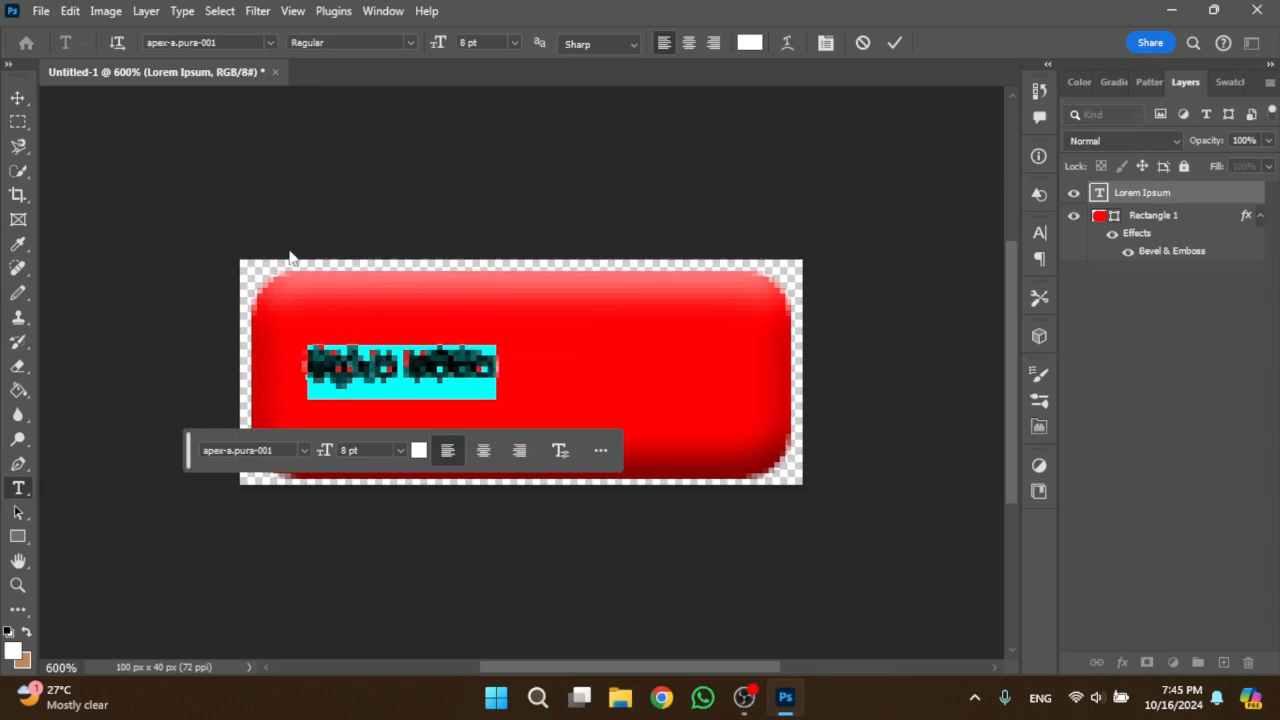 File Edit Image Layer Type Select Filter View Plugins Window Help
apex-a.pura-001 Regular 8 pt Sharp Share
Untitled-1 @ 600% (Lorem Ipsum, RGB/8#) *
Color Gradi Patter Layers Swatcl
Kind
Normal Opacity: 100%
Lock: Fill: 100%
Lorem Ipsum
Rectangle 1 fx
Effects
Bevel & Emboss
apex-a.pura-001 8 pt
600% 100 px x 40 px (72 ppi)
27°C
Mostly clear
ENG
7:45 PM
10/16/2024